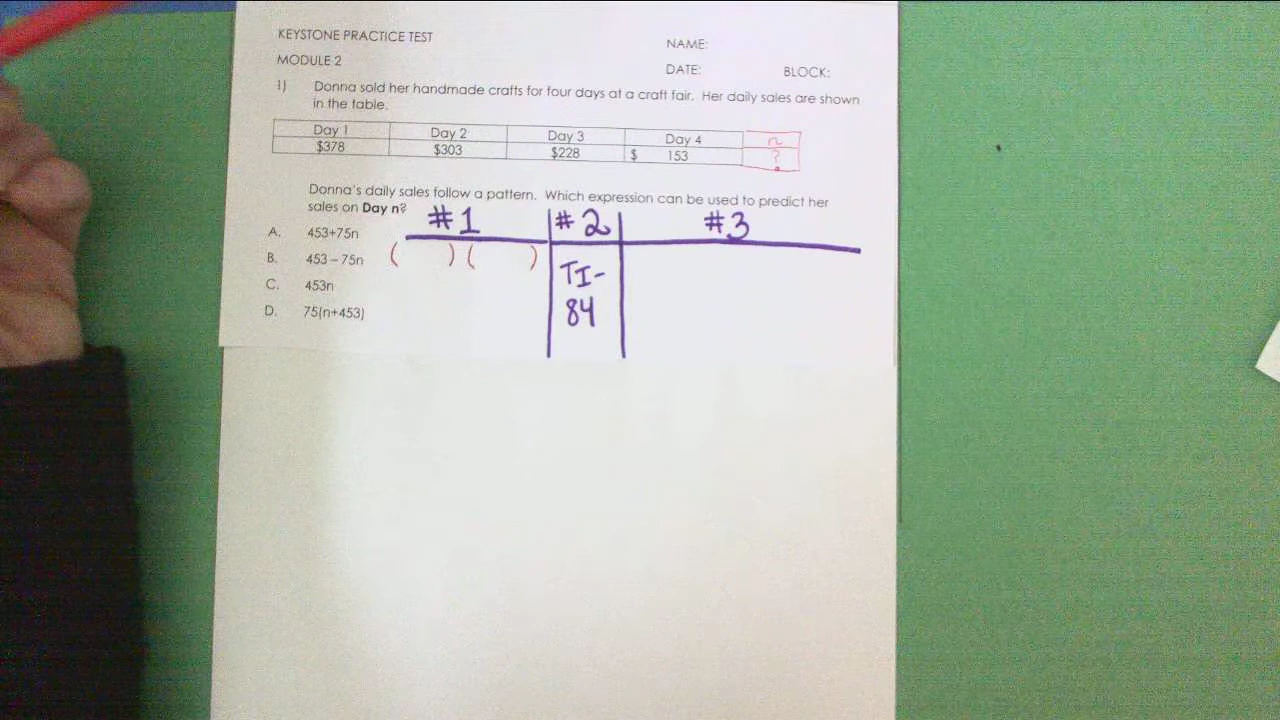 KEYSTONE PRACTICE TEST
NAME:
MODULE 2
DATE: BLOCK:
1) Donna sold her handmade crafts for four days at a craft fair. Her daily sales are shown
in the table.
Day 1 Day 2 Day 3 Day 4 n
$378 $303 $228 $ 153 ?
Donna's daily sales follow a pattern. Which expression can be used to predict her
sales on Day n?
#1 #2 #3
A. 453+75n
B. 453 – 75n ( ) ( )
TI-
84
C. 453n
D. 75(n+453)